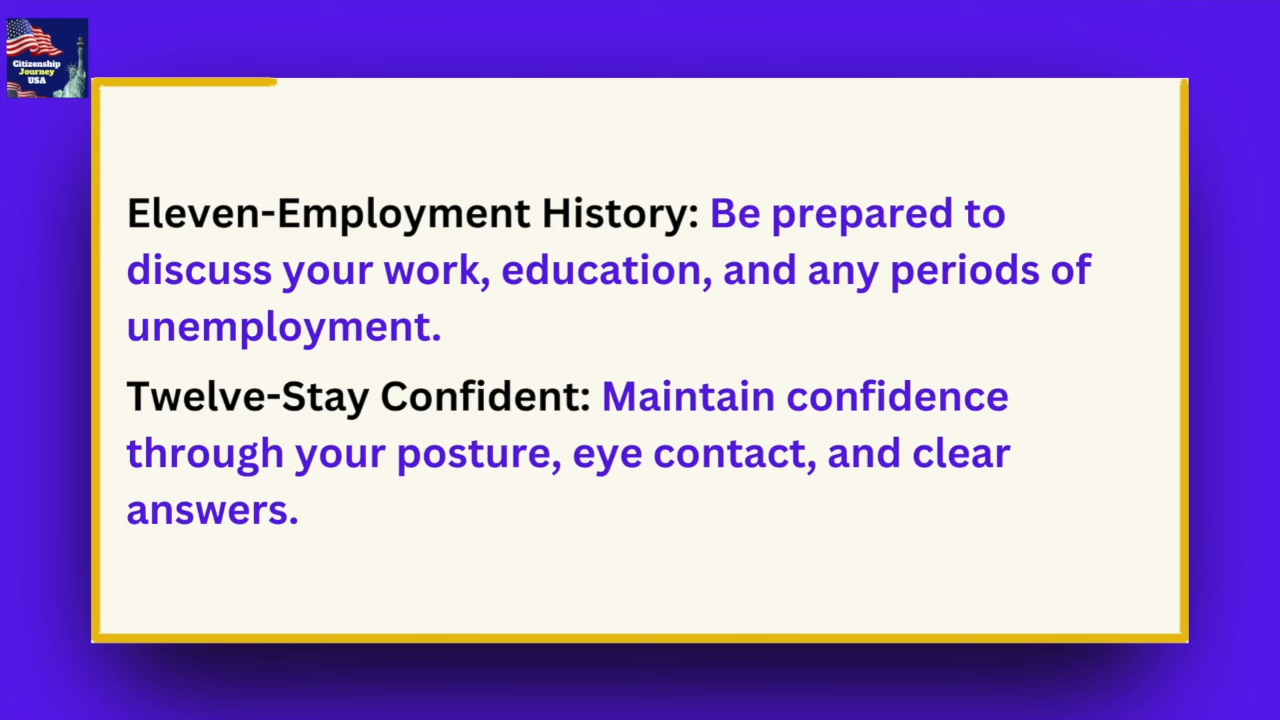 Citizenship
Journey
USA
Eleven-Employment History: Be prepared to
discuss your work, education, and any periods of
unemployment.
Twelve-Stay Confident: Maintain confidence
through your posture, eye contact, and clear
answers.